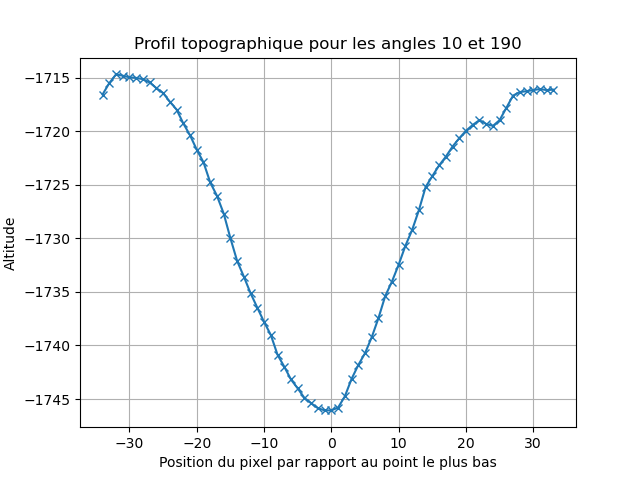 Profil topographique pour les angles 10 et 190
Altitude
−1715
−1720
−1725
−1730
−1735
−1740
−1745
−30 −20 −10 0 10 20 30
Position du pixel par rapport au point le plus bas